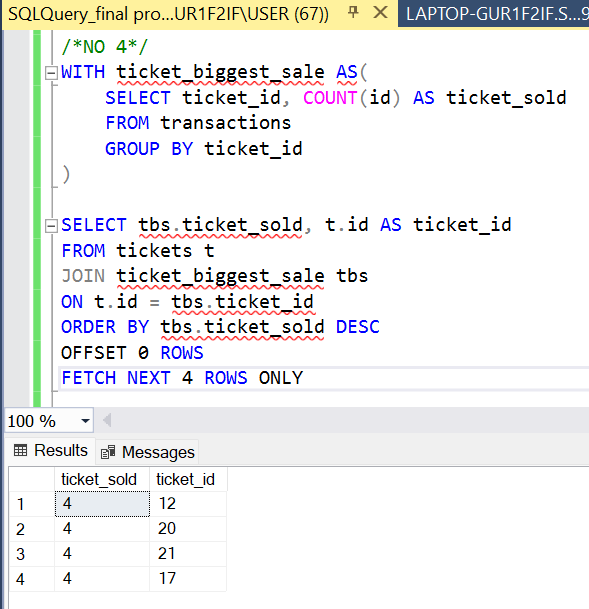 SQLQuery_final pro...UR1F2IF\USER (67)) LAPTOP-GUR1F2IF.S...9
/*NO 4*/
WITH ticket_biggest_sale AS(
SELECT ticket_id, COUNT(id) AS ticket_sold
FROM transactions
GROUP BY ticket_id
)
SELECT tbs.ticket_sold, t.id AS ticket_id
FROM tickets t
JOIN ticket_biggest_sale tbs
ON t.id = tbs.ticket_id
ORDER BY tbs.ticket_sold DESC
OFFSET 0 ROWS
FETCH NEXT 4 ROWS ONLY
100 %
Results Messages
ticket_sold ticket_id
1 4 12
2 4 20
3 4 21
4 4 17